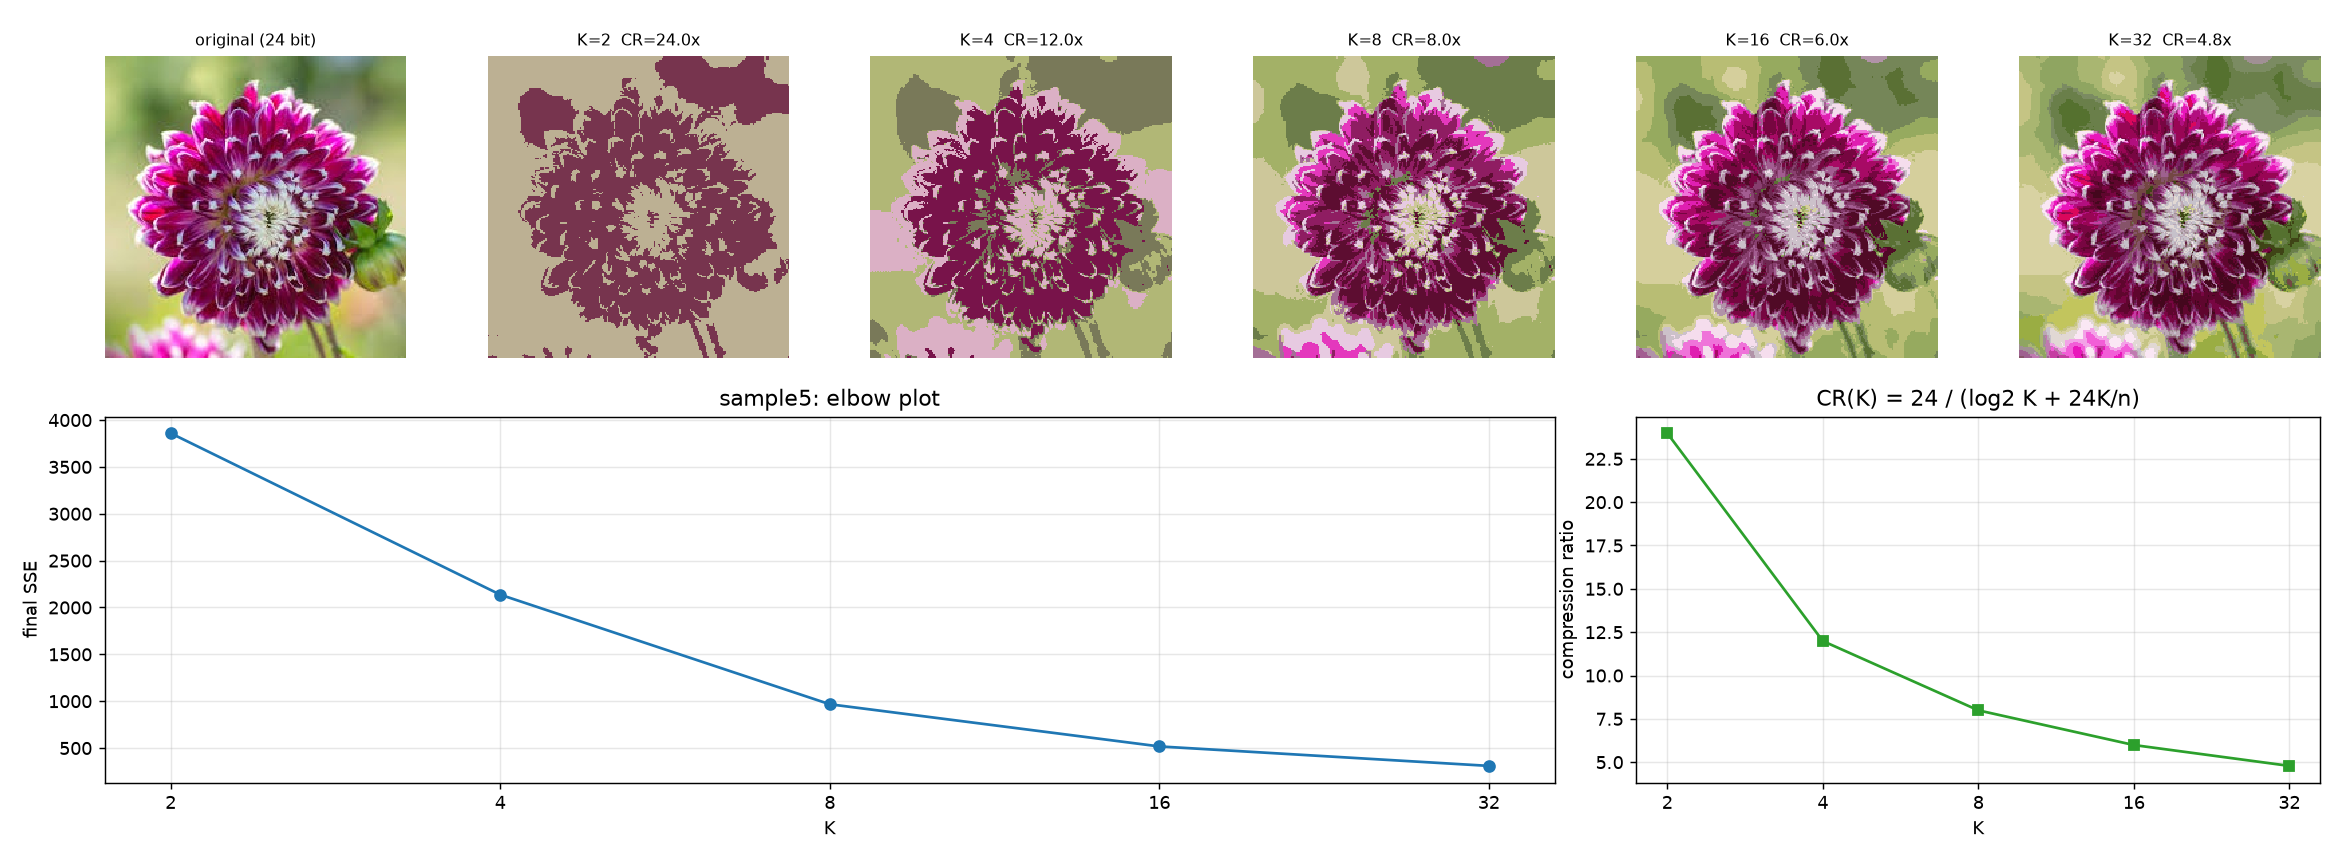 original (24 bit)
K=2  CR=24.0x
K=4  CR=12.0x
K=8  CR=8.0x
K=16  CR=6.0x
K=32  CR=4.8x
sample5: elbow plot
final SSE
4000
3500
3000
2500
2000
1500
1000
500
2
4
8
16
32
K
CR(K) = 24 / (log2 K + 24K/n)
compression ratio
22.5
20.0
17.5
15.0
12.5
10.0
7.5
5.0
2
4
8
16
32
K